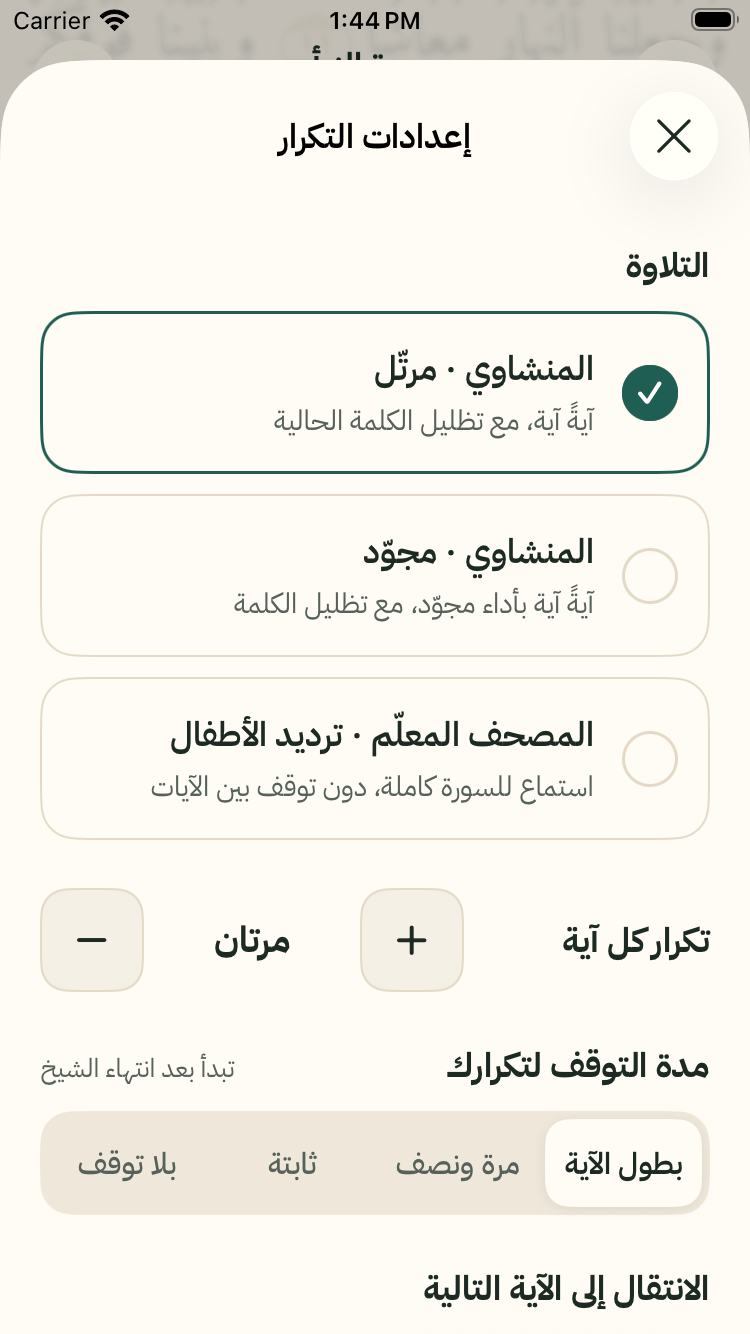 Carrier 1:44 PM
إعدادات التكرار
التلاوة
المنشاوي · مرتّل
آيةً آية، مع تظليل الكلمة الحالية
المنشاوي · مجوّد
آيةً آية بأداء مجوّد، مع تظليل الكلمة
المصحف المعلّم · ترديد الأطفال
استماع للسورة كاملة، دون توقف بين الآيات
تكرار كل آية + مرتان −
مدة التوقف لتكرارك تبدأ بعد انتهاء الشيخ
بطول الآية مرة ونصف ثابتة بلا توقف
الانتقال إلى الآية التالية